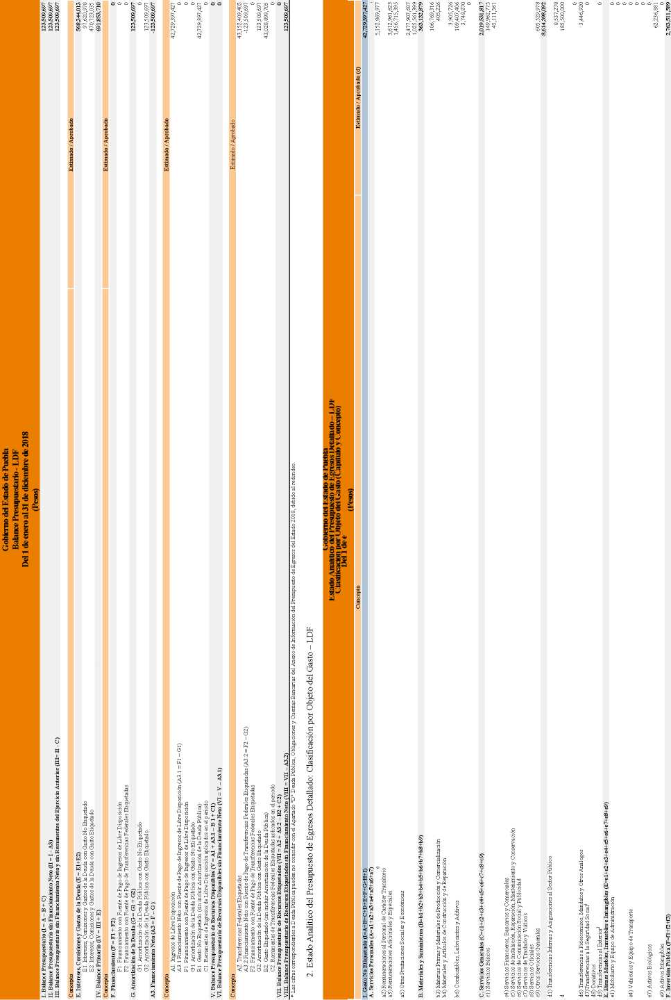 Gobierno del Estado de Puebla
Balance Presupuestario - LDF
Del 1 de enero al 31 de diciembre de 2018
(Pesos)
I. Balance Presupuestario (I = A – B + C) 123,509,697
II. Balance Presupuestario sin Financiamiento Neto (II = I - A3) 123,509,697
III. Balance Presupuestario sin Financiamiento Neto y sin Remanentes del Ejercicio Anterior (III= II - C) 123,509,697
Concepto Estimado / Aprobado
E. Intereses, Comisiones y Gastos de la Deuda (E = E1+E2) 568,344,013
E1. Intereses, Comisiones y Gastos de la Deuda con Gasto No Etiquetado 97,620,978
E2. Intereses, Comisiones y Gastos de la Deuda con Gasto Etiquetado 470,723,035
IV. Balance Primario (IV = III + E) 691,853,710
Concepto Estimado / Aprobado
F. Financiamiento (F = F1 + F2) 0
F1. Financiamiento con Fuente de Pago de Ingresos de Libre Disposición 0
F2. Financiamiento con Fuente de Pago de Transferencias Federales Etiquetadas 0
G. Amortización de la Deuda (G = G1 + G2) 123,509,697
G1. Amortización de la Deuda Pública con Gasto No Etiquetado 0
G2. Amortización de la Deuda Pública con Gasto Etiquetado 123,509,697
A3. Financiamiento Neto (A3 = F – G ) -123,509,697
Concepto Estimado / Aprobado
A1. Ingresos de Libre Disposición 42,729,397,427
A3.1 Financiamiento Neto con Fuente de Pago de Ingresos de Libre Disposición (A3.1 = F1 – G1) 0
F1. Financiamiento con Fuente de Pago de Ingresos de Libre Disposición 0
G1. Amortización de la Deuda Pública con Gasto No Etiquetado 0
B1. Gasto No Etiquetado (sin incluir Amortización de la Deuda Pública) 42,729,397,427
C1. Remanentes de Ingresos de Libre Disposición aplicados en el periodo 0
V. Balance Presupuestario de Recursos Disponibles (V = A1 + A3.1 – B 1 + C1) 0
VI. Balance Presupuestario de Recursos Disponibles sin Financiamiento Neto (VI = V – A3.1) 0
Concepto Estimado / Aprobado
A2. Transferencias Federales Etiquetadas 43,152,409,402
A3.2 Financiamiento Neto con Fuente de Pago de Transferencias Federales Etiquetadas (A3.2 = F2 – G2) -123,509,697
F2. Financiamiento con Fuente de Pago de Transferencias Federales Etiquetadas 0
G2. Amortización de la Deuda Pública con Gasto Etiquetado 123,509,697
B2. Gasto Etiquetado (sin incluir Amortización de la Deuda Pública) 43,028,899,705
C2. Remanentes de Transferencias Federales Etiquetadas aplicados en el periodo 0
VII. Balance Presupuestario de Recursos Etiquetados (VII = A2 + A3.2 – B2 + C2) 0
VIII. Balance Presupuestario de Recursos Etiquetados sin Financiamiento Neto (VIII = VII – A3.2) 123,509,697
* Las cifras correspondientes a Deuda Pública pueden no coincidir con el Apartado "D" Deuda Pública, Obligaciones y Cuentas Bancarias del Anexo de Información del Presupuesto de Egresos del Estado 2018, debido al redondeo.
2. Estado Analítico del Presupuesto de Egresos Detallado: Clasificación por Objeto del Gasto – LDF
Gobierno del Estado de Puebla
Estado Analítico del Presupuesto de Egresos Detallado – LDF
Clasificación por Objeto del Gasto (Capítulo y Concepto)
Del 1 de e
(Pesos)
Concepto Estimado / Aprobado (d)
I. Gasto No Etiquetado (I=A+B+C+D+E+F+G+H+I) 42,729,397,427
A. Servicios Personales (A=a1+a2+a3+a4+a5+a6+a7)
5,152,869,977
a2) Remuneraciones al Personal de Carácter Transitorio
a3) Remuneraciones Adicionales y Especiales 3,612,961,623
1,456,715,395
a5) Otras Prestaciones Sociales y Económicas
2,477,907,607
1,025,561,399
B. Materiales y Suministros (B=b1+b2+b3+b4+b5+b6+b7+b8+b9) 363,132,879
106,769,316
b3) Materias Primas y Materiales de Producción y Comercialización 405,226
b4) Materiales y Artículos de Construcción y de Reparación
3,905,726
b6) Combustibles, Lubricantes y Aditivos 109,407,406
3,748,870
0
C. Servicios Generales (C=c1+c2+c3+c4+c5+c6+c7+c8+c9) 2,019,531,817
c1) Servicios Básicos 149,962,775
45,111,561
c4) Servicios Financieros, Bancarios y Comerciales
c5) Servicios de Instalación, Reparación, Mantenimiento y Conservación
c6) Servicios de Comunicación Social y Publicidad
c7) Servicios de Traslado y Viáticos
c8) Servicios Oficiales
c9) Otros Servicios Generales 605,329,978
8,614,398,092
d1) Transferencias Internas y Asignaciones al Sector Público
8,537,278
d 185,500,000
d6) Transferencias a Fideicomisos, Mandatos y Otros Análogos 3,446,920
d7) Transferencias a la Seguridad Social 0
d8) Donativos
d9) Transferencias al Exterior 0
E. Bienes Muebles, Inmuebles e Intangibles (E=e1+e2+e3+e4+e5+e6+e7+e8+e9)
e1) Mobiliario y Equipo de Administración 0
0
e4) Vehículos y Equipo de Transporte 0
0
e7) Activos Biológicos 0
62,236,881
e9) Activos Intangibles 0
F. Inversión Pública (F=f1+f2+f3) 2,763,511,589